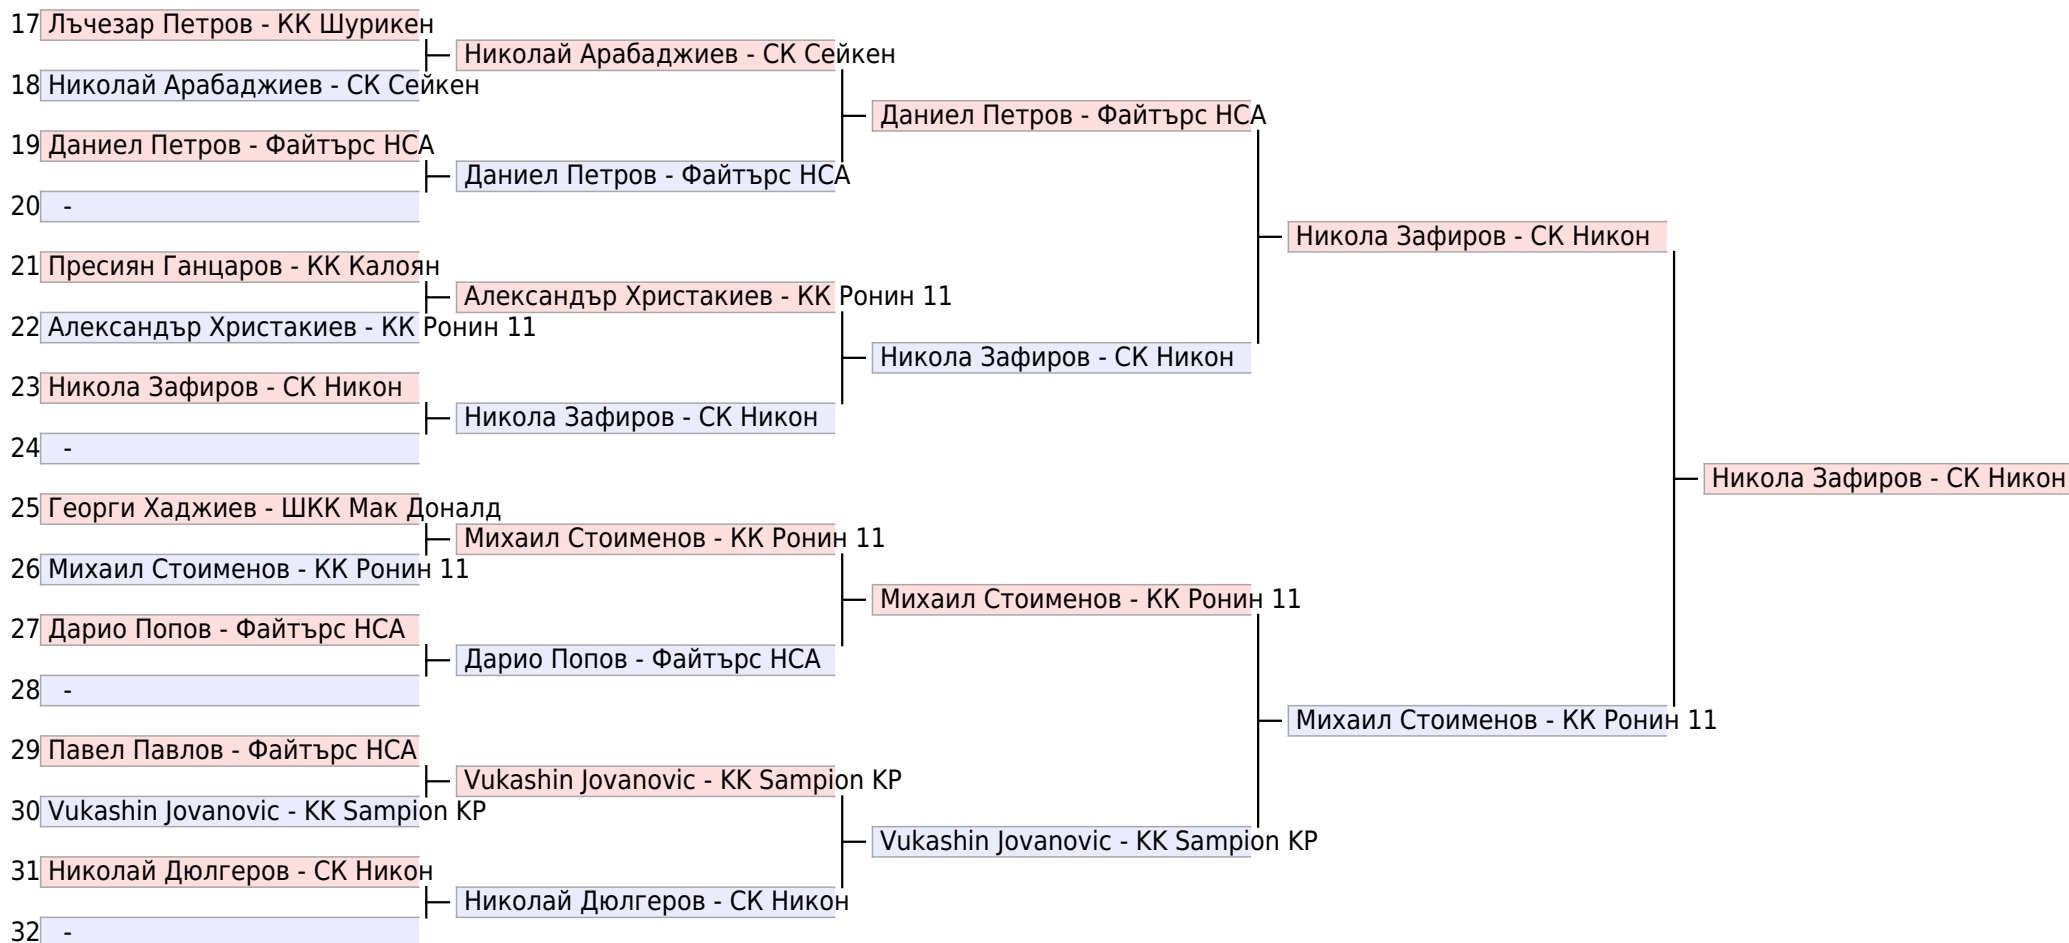 17 Лъчезар Петров - КК Шурикен
Николай Арабаджиев - СК Сейкен
18 Николай Арабаджиев - СК Сейкен
Даниел Петров - Файтърс НСА
19 Даниел Петров - Файтърс НСА
Даниел Петров - Файтърс НСА
20 -
Никола Зафиров - СК Никон
21 Пресиян Ганцаров - КК Калоян
Александър Христакиев - КК Ронин 11
22 Александър Христакиев - КК Ронин 11
Никола Зафиров - СК Никон
23 Никола Зафиров - СК Никон
Никола Зафиров - СК Никон
24 -
Никола Зафиров - СК Никон
25 Георги Хаджиев - ШКК Мак Доналд
Михаил Стоименов - КК Ронин 11
26 Михаил Стоименов - КК Ронин 11
Михаил Стоименов - КК Ронин 11
27 Дарио Попов - Файтърс НСА
Дарио Попов - Файтърс НСА
28 -
Михаил Стоименов - КК Ронин 11
29 Павел Павлов - Файтърс НСА
Vukashin Jovanovic - KK Sampion KP
30 Vukashin Jovanovic - KK Sampion KP
Vukashin Jovanovic - KK Sampion KP
31 Николай Дюлгеров - СК Никон
Николай Дюлгеров - СК Никон
32 -